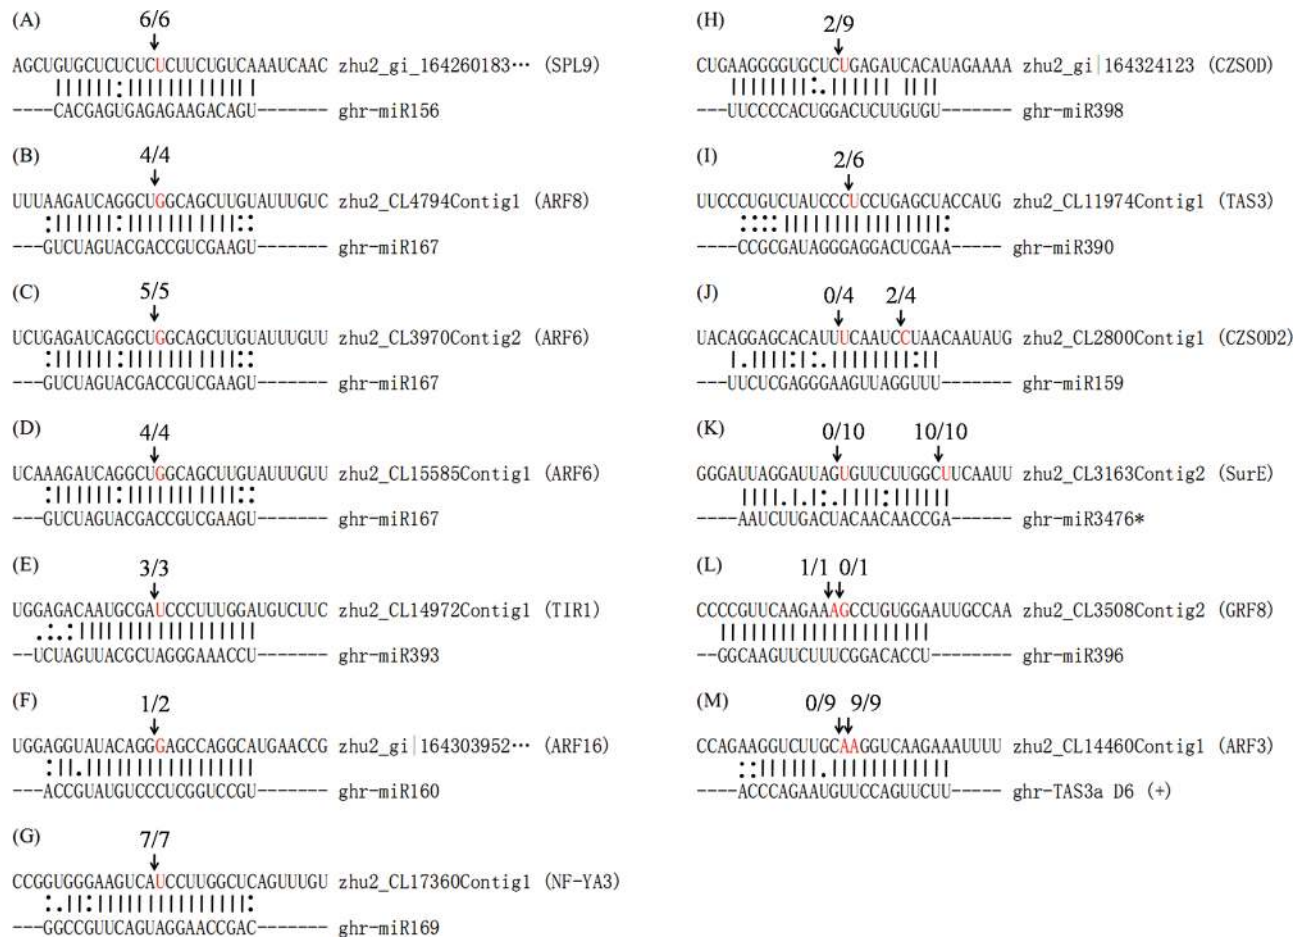 (A)
6/6
AGCUGUGCUCUCUCUCUUCUGUCAAAUCAAC zhu2_gi_164260183… (SPL9)
----CACGAGUGAGAGAAGACAGU------- ghr-miR156
(B)
4/4
UUUAAGAUCAGGCUGGCAGCUUGUAUUUGUC zhu2_CL4794Contig1 (ARF8)
---GUCUAGUACGACCGUCGAAGU------- ghr-miR167
(C)
5/5
UCUGAGAUCAGGCUGGCAGCUUGUAUUUGUU zhu2_CL3970Contig2 (ARF6)
---GUCUAGUACGACCGUCGAAGU------- ghr-miR167
(D)
4/4
UCAAAGAUCAGGCUGGCAGCUUGUAUUUGUU zhu2_CL15585Contig1 (ARF6)
---GUCUAGUACGACCGUCGAAGU------- ghr-miR167
(E)
3/3
UGGAGACAAUGCGAUCCCUUUGGAUGUCUUC zhu2_CL14972Contig1 (TIR1)
--UCUAGUUACGCUAGGGAAACCU------- ghr-miR393
(F)
1/2
UGGAGGUAUACAGGGAGCCAGGCAUGAACCG zhu2_gi|164303952… (ARF16)
---ACCGUAUGUCCCUCGGUCCGU------- ghr-miR160
(G)
7/7
CCGGUGGGAAGUCAUCCUUGGCUCAGUUUGU zhu2_CL17360Contig1 (NF-YA3)
---GGCCGUUCAGUAGGAACCGAC------- ghr-miR169
(H)
2/9
CUGAAGGGGUGCUCUGAGAUCACAUAGAAAA zhu2_gi|164324123 (CZSOD)
---UUCCCCACUGGACUCUUGUGU------- ghr-miR398
(I)
2/6
UUCCCUGUCUAUCCCUCCUGAGCUACCAUG zhu2_CL11974Contig1 (TAS3)
----CCGCGAUAGGGAGGACUCGAA----- ghr-miR390
(J)
0/4 2/4
UACAGGAGCACAUUUCAAUCCUAACAAUAUG zhu2_CL2800Contig1 (CZSOD2)
---UUCUCGAGGGAAGUUAGGUUU------- ghr-miR159
(K)
0/10 10/10
GGGAUUAGGAUUAGUGUUCUUGGCUUCAAUU zhu2_CL3163Contig2 (SurE)
----AAUCUUGACUACAACAACCGA------ ghr-miR3476*
(L)
1/1 0/1
CCCCGUUCAAGAAAGCCUGUGGAAUUGCCAA zhu2_CL3508Contig2 (GRF8)
--GGCAAGUUCUUUCGGACACCU-------- ghr-miR396
(M)
0/9 9/9
CCAGAAGGUCUUGCAAGGUCAAGAAAUUUU zhu2_CL14460Contig1 (ARF3)
----ACCCAGAAUGUUCCAGUUCUU----- ghr-TAS3a D6 (+)